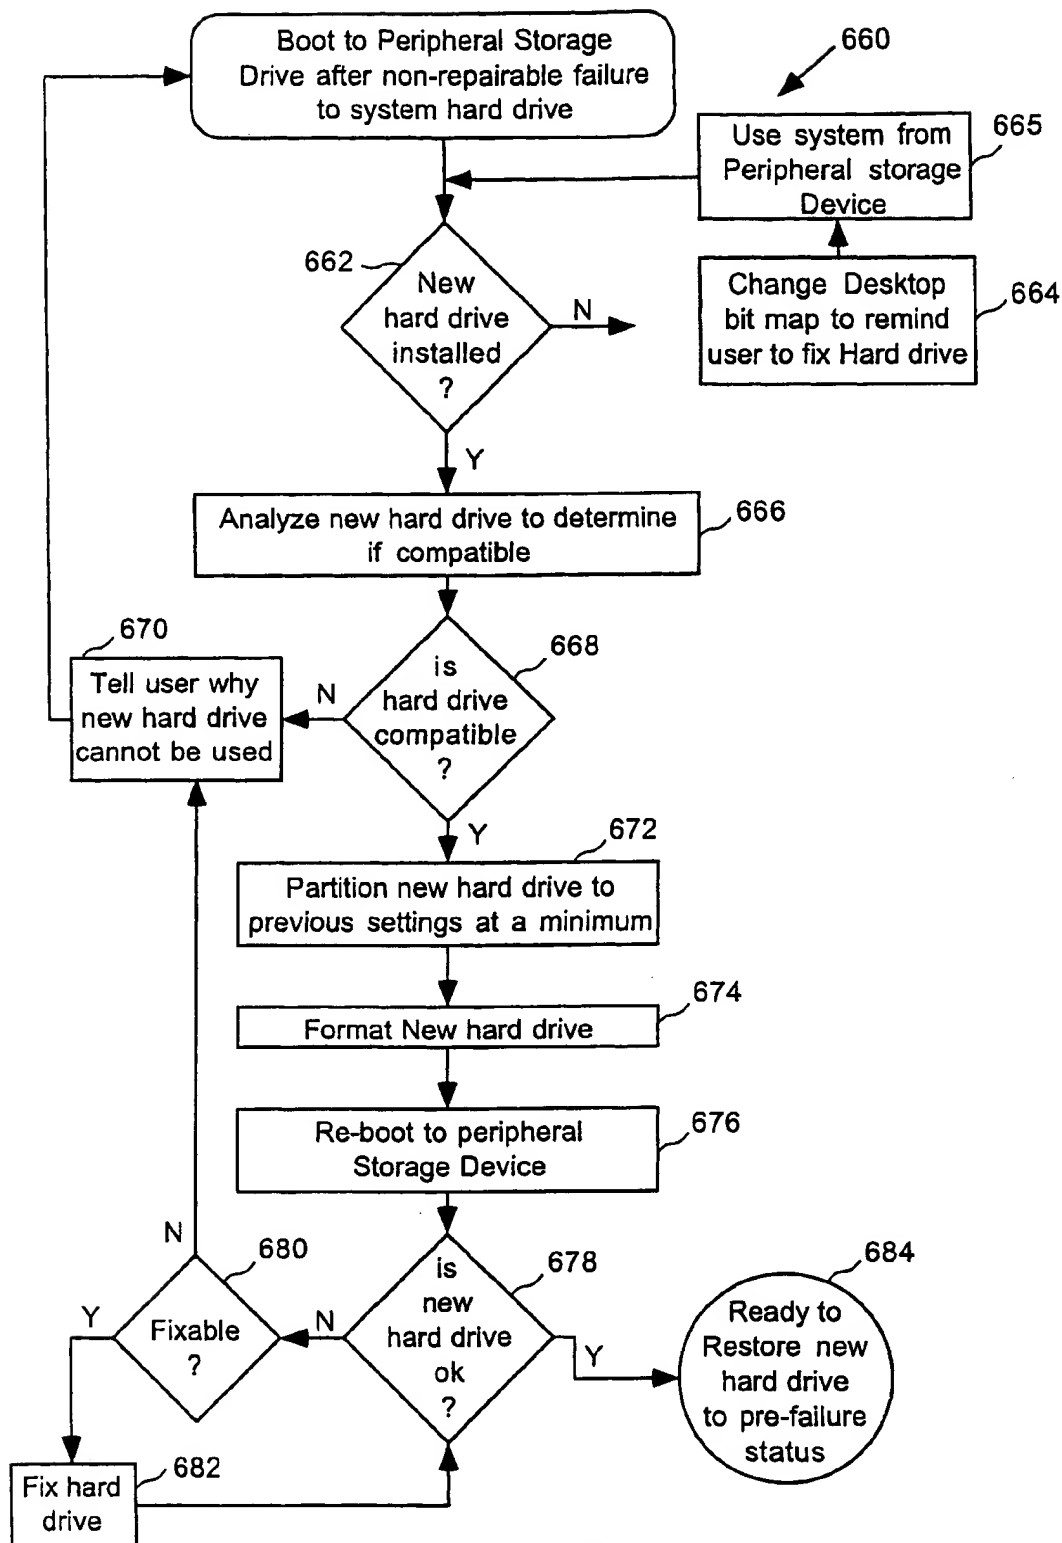 Boot to Peripheral Storage
Drive after non-repairable failure
to system hard drive
660
Use system from
Peripheral storage
Device
665
662
New
hard drive
installed
?
N
Change Desktop
bit map to remind
user to fix Hard drive
664
Y
Analyze new hard drive to determine
if compatible
666
670
Tell user why
new hard drive
cannot be used
N
is
hard drive
compatible
?
668
Y
672
Partition new hard drive to
previous settings at a minimum
674
Format New hard drive
Re-boot to peripheral
Storage Device
676
N
680
Y
Fixable
?
N
is
new
hard drive
ok
?
678
Y
684
Ready to
Restore new
hard drive
to pre-failure
status
Fix hard
drive
682